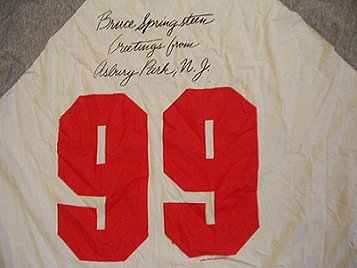 Bruce Springsteen
Greetings from
Asbury Park, N.J.
99